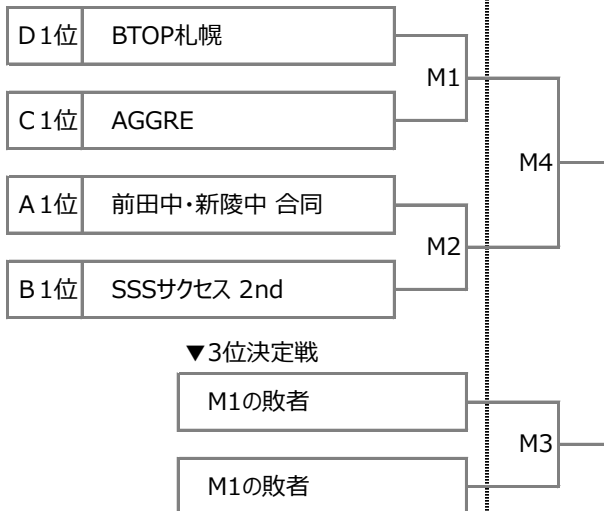 D1位 BTOP札幌
M1
C1位 AGGRE
M4
A1位 前田中・新陵中 合同
M2
B1位 SSSサクセス 2nd
▼3位決定戦
M1の敗者
M3
M1の敗者